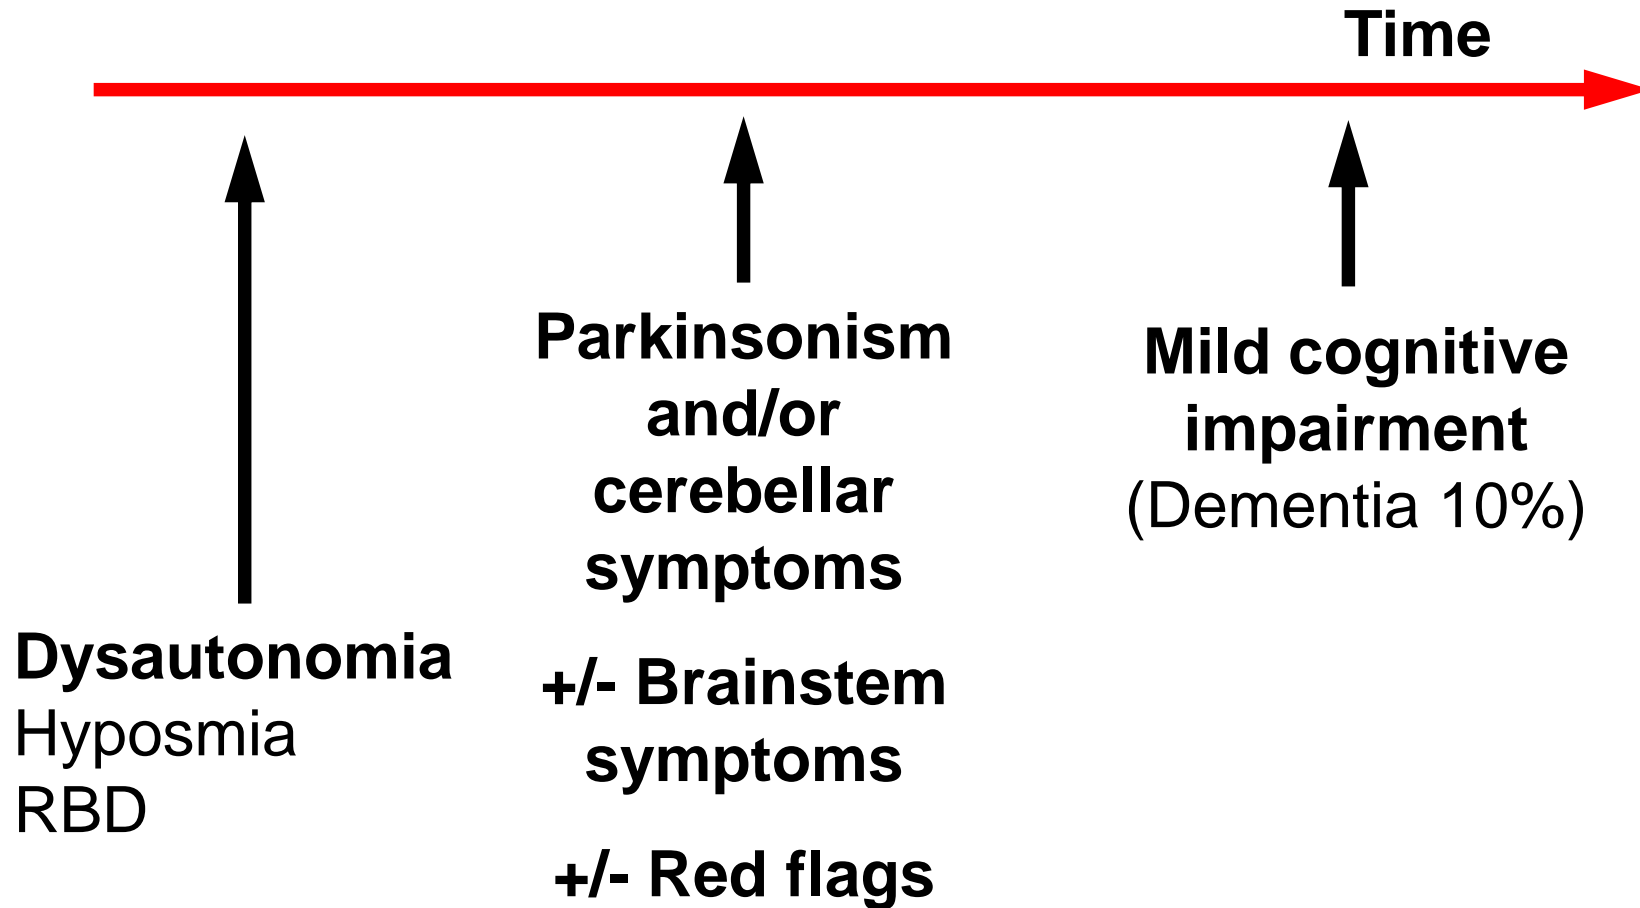 Time
Dysautonomia
Hyposmia
RBD
Parkinsonism
and/or
cerebellar
symptoms
+/- Brainstem
symptoms
+/- Red flags
Mild cognitive
impairment
(Dementia 10%)